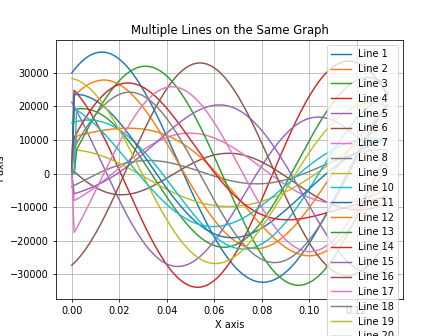 Multiple Lines on the Same Graph
30000
20000
10000
0
−10000
−20000
−30000
0.00
0.02
0.04
0.06
0.08
0.10
X axis
Line 1
Line 2
Line 3
Line 4
Line 5
Line 6
Line 7
Line 8
Line 9
Line 10
Line 11
Line 12
Line 13
Line 14
Line 15
Line 16
Line 17
Line 18
Line 19
Line 20